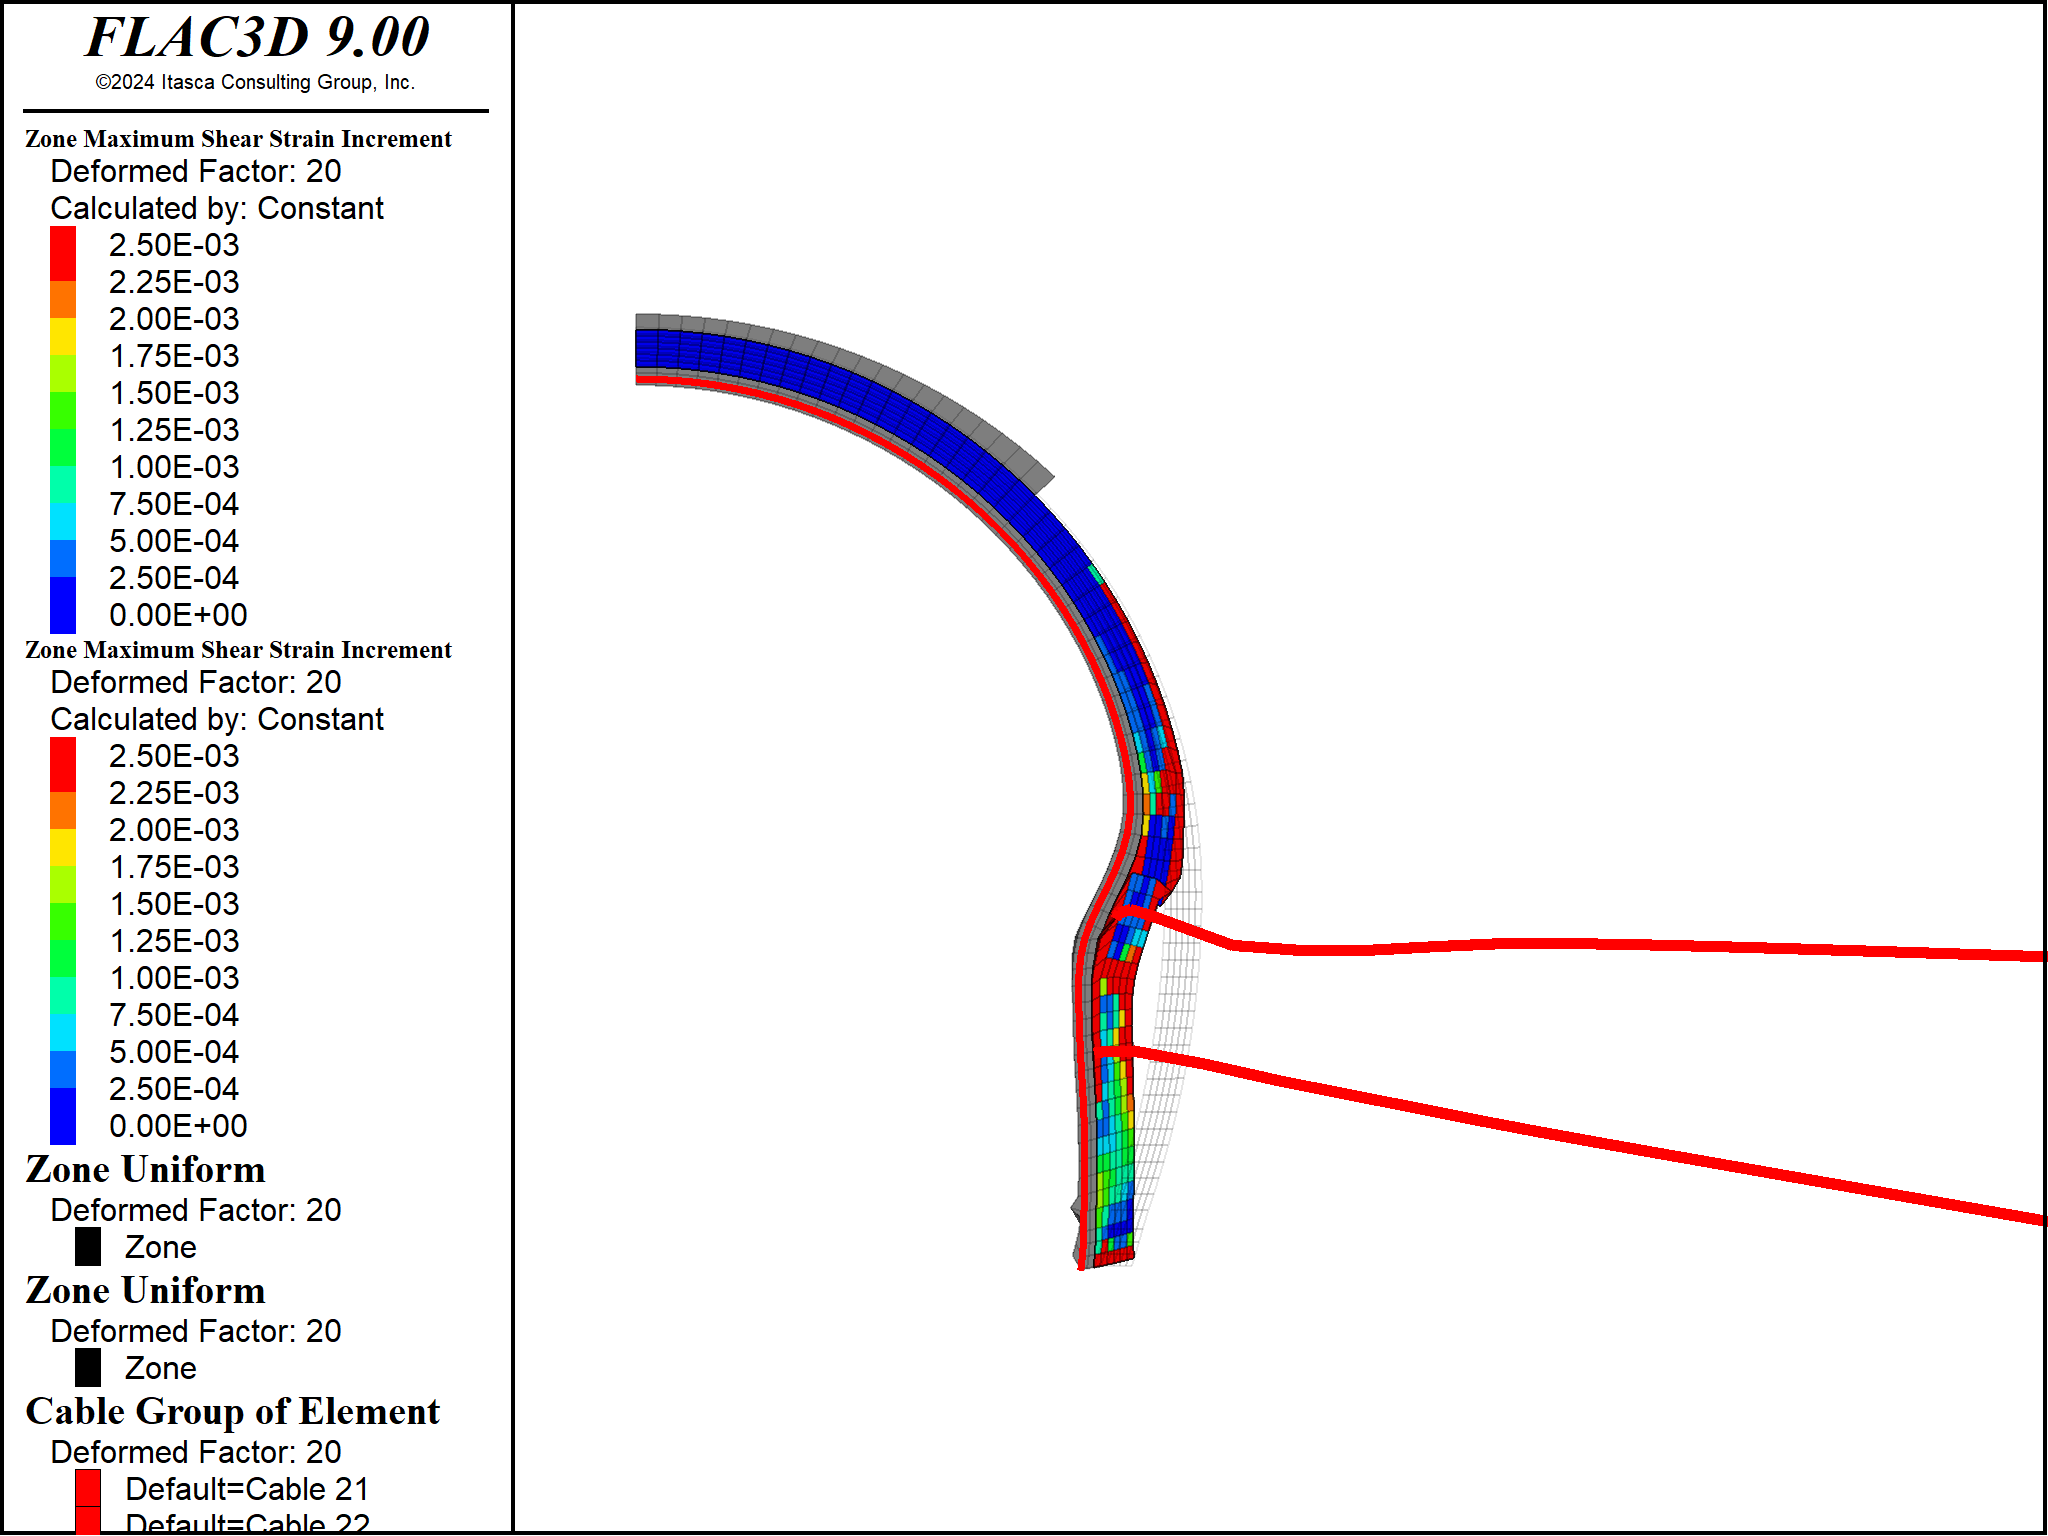 FLAC3D 9.00
©2024 Itasca Consulting Group, Inc.
Zone Maximum Shear Strain Increment
Deformed Factor: 20
Calculated by: Constant
2.50E-03
2.25E-03
2.00E-03
1.75E-03
1.50E-03
1.25E-03
1.00E-03
7.50E-04
5.00E-04
2.50E-04
0.00E+00
Zone Maximum Shear Strain Increment
Deformed Factor: 20
Calculated by: Constant
2.50E-03
2.25E-03
2.00E-03
1.75E-03
1.50E-03
1.25E-03
1.00E-03
7.50E-04
5.00E-04
2.50E-04
0.00E+00
Zone Uniform
Deformed Factor: 20
Zone
Zone Uniform
Deformed Factor: 20
Zone
Cable Group of Element
Deformed Factor: 20
Default=Cable 21
Default=Cable 22